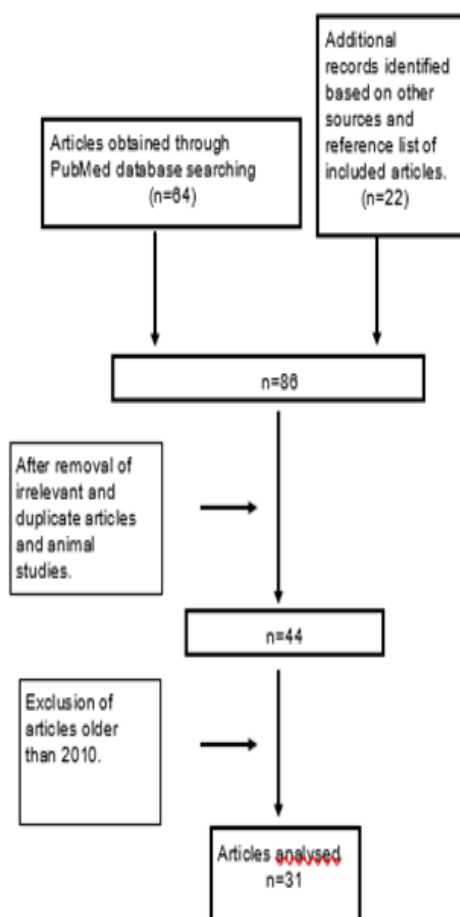 Additional
records identified
based on other
sources and
reference list of
included articles.
(n=22)
Articles obtained through
PubMed database searching
(n=64)
n=86
After removal of
irrelevant and
duplicate articles
and animal
studies.
n=44
Exclusion of
articles older
than 2010.
Articles analysed
n=31